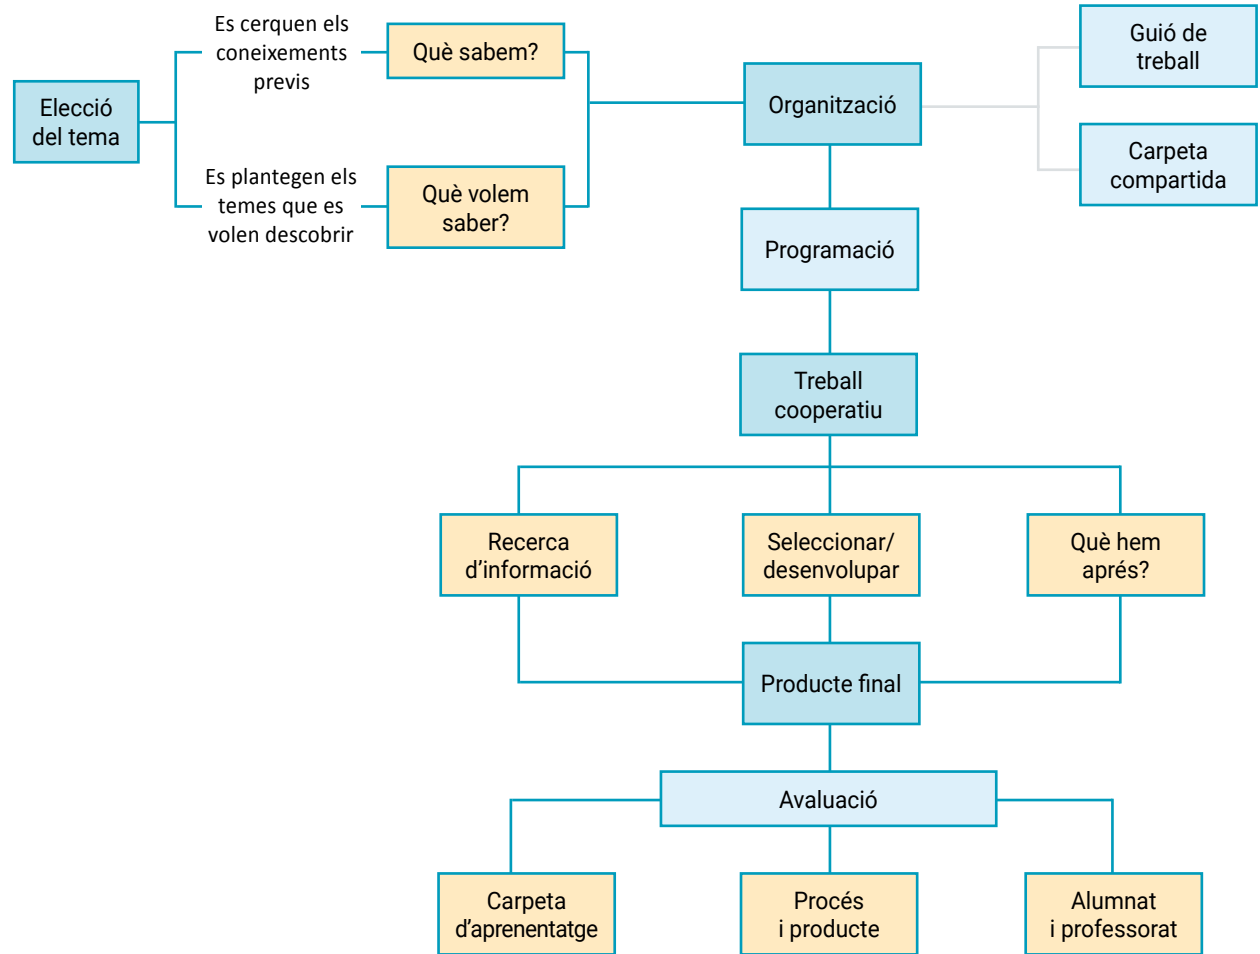 Elecció
del tema
Es cerquen els
coneixements
previs
Què sabem?
Es plantegen els
temes que es
volen descobrir
Què volem
saber?
Organització
Guió de
treball
Carpeta
compartida
Programació
Treball
cooperatiu
Recerca
d’informació
Seleccionar/
desenvolupar
Què hem
aprés?
Producte final
Avaluació
Carpeta
d’aprenentatge
Procés
i producte
Alumnat
i professorat